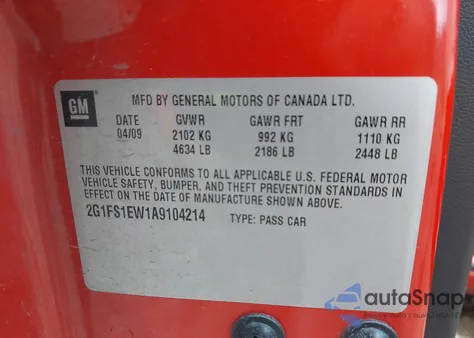 GM
MFD BY GENERAL MOTORS OF CANADA LTD.
DATE GVWR GAWR FRT GAWR RR
04/09 2102 KG 992 KG 1110 KG
4634 LB 2186 LB 2448 LB
THIS VEHICLE CONFORMS TO ALL APPLICABLE U.S. FEDERAL MOTOR
VEHICLE SAFETY, BUMPER, AND THEFT PREVENTION STANDARDS IN
EFFECT ON THE DATE OF MANUFACTURE SHOWN ABOVE.
2G1FS1EW1A9104214 TYPE: PASS CAR
autoSnap